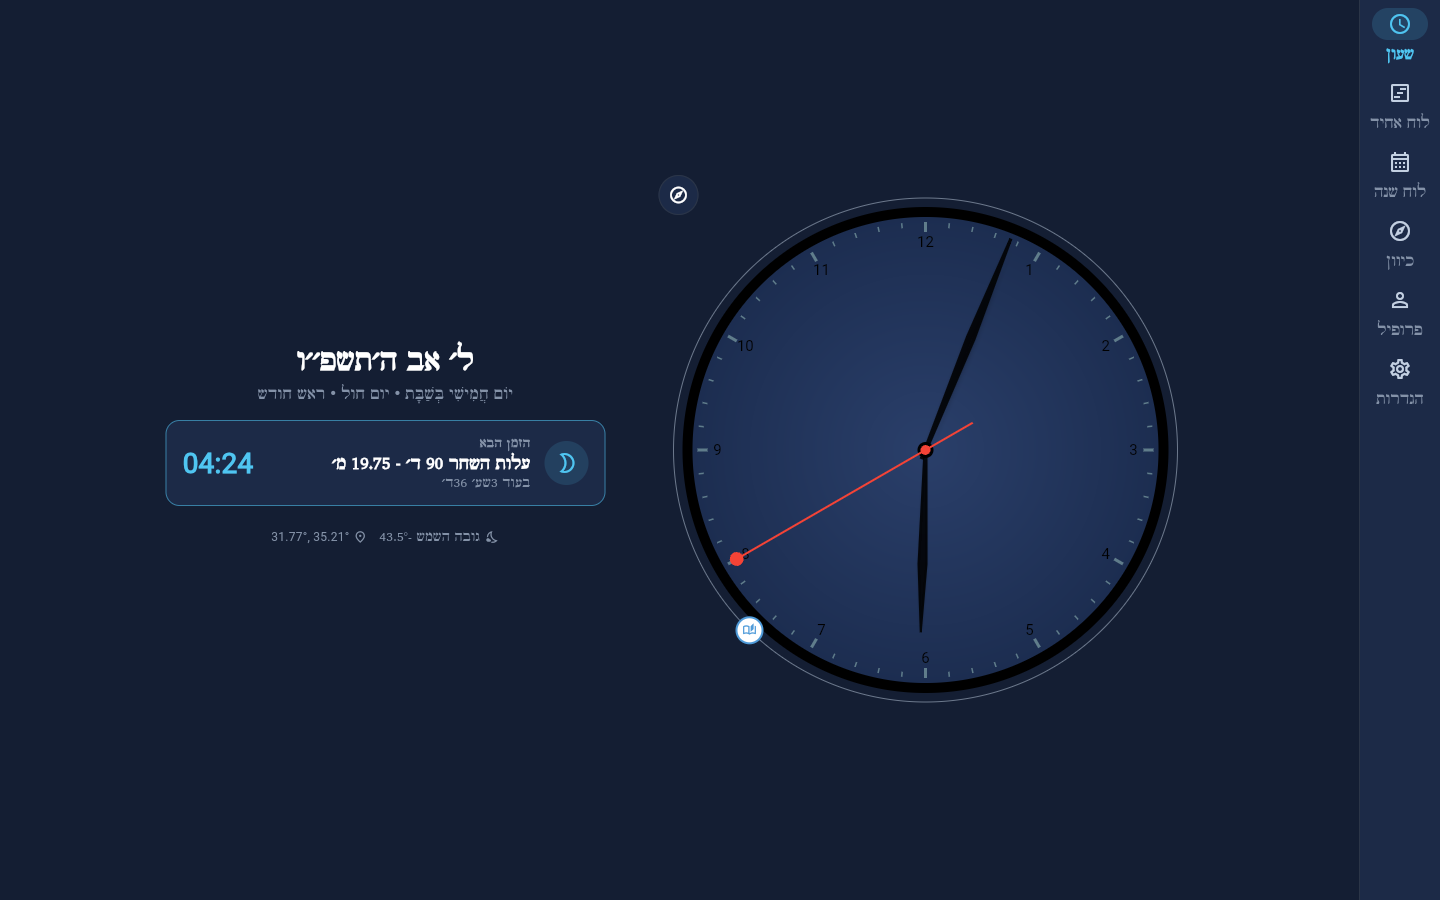 שעון
לוח אחיד
לוח שנה
כיוון
פרופיל
הגדרות
12
1
2
3
4
5
6
7
9
10
11
ל׳ אב ה׳תשפ״ו
יוֹם חֲמִישִׁי בְּשַׁבָּת • יום חול • ראש חודש
הזמן הבא
עלות השחר 90 ד׳ - 19.75 מ׳
בעוד 3שע׳ 36ד׳
04:24
גובה השמש -43.5°
31.77°, 35.21°